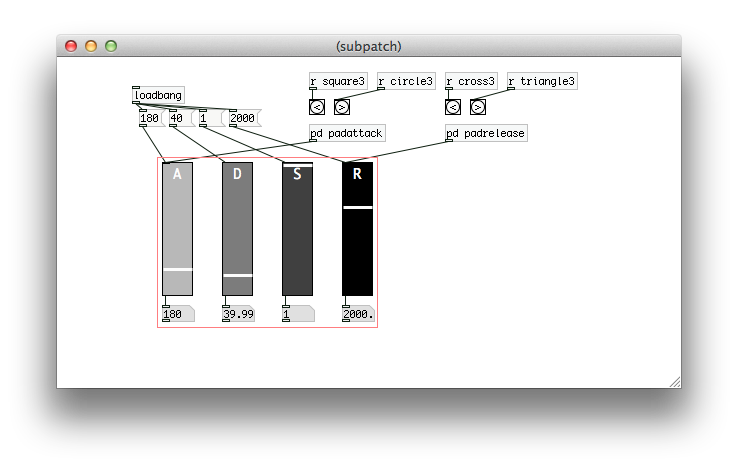 (subpatch)
r square3 r circle3 r cross3 r triangle3
loadbang
< > < >
180 40 1 2000
pd padattack pd padrelease
A D S R
180 39.99 1 2000.